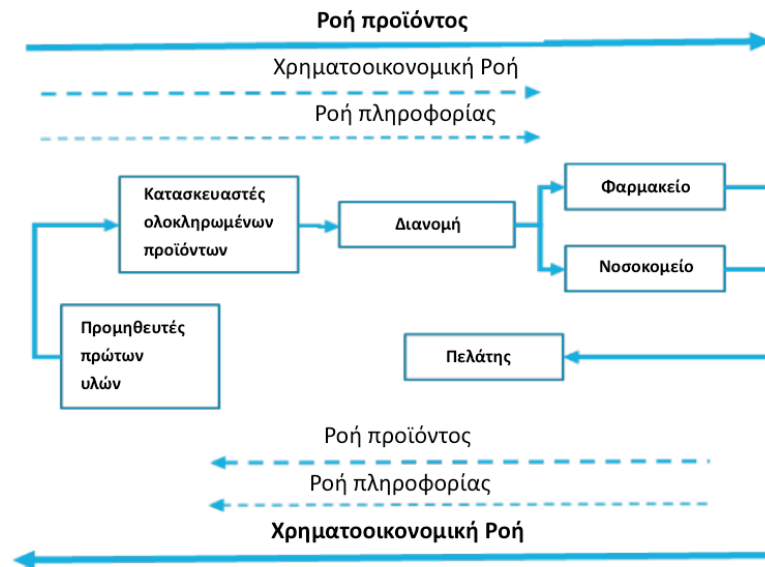 Ροή προϊόντος
Χρηματοοικονομική Ροή
Ροή πληροφορίας
Κατασκευαστές
ολοκληρωμένων
προϊόντων
Διανομή
Φαρμακείο
Νοσοκομείο
Προμηθευτές
πρώτων
υλών
Πελάτης
Ροή προϊόντος
Ροή πληροφορίας
Χρηματοοικονομική Ροή